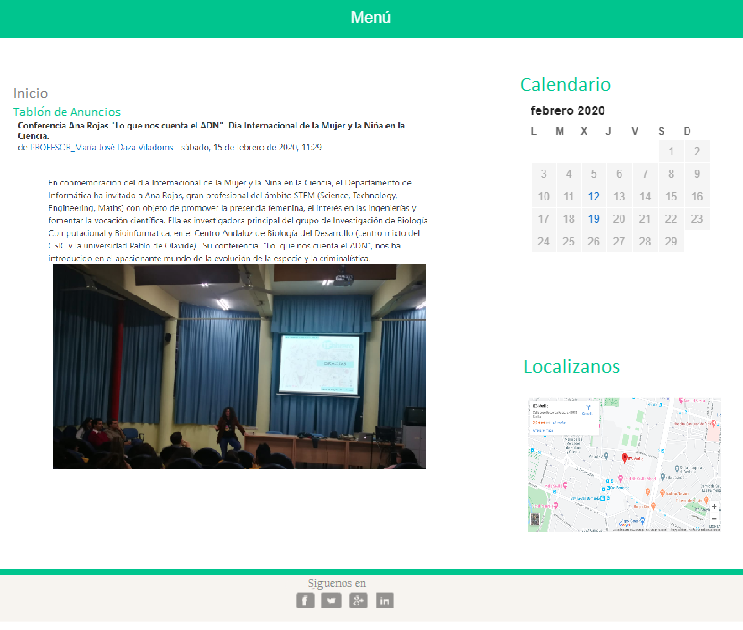 Menú
Inicio
Tablón de Anuncios
Conferencia Ana Rojas "Lo que nos cuenta el ADN". Día Internacional de la Mujer y la Niña en la
Ciencia.
de PROFESOR_María José Daza Viladoms - sábado, 15 de febrero de 2020, 11:29
En conmemoración del día Internacional de la Mujer y la Niña en la Ciencia, el Departamento de
Informática ha invitado a Ana Rojas, gran profesional del ámbito STEM (Science, Technology,
Engineering, Maths) con objeto de promover la presencia femenina, el interés en las ingenierías y
fomentar la vocación científica. Ella es investigadora principal del grupo de Investigación de Biología
Computacional y Bioinformática, en el Centro Andaluz de Biología del Desarrollo (centro mixto del
CSIC y la universidad Pablo de Olavide). Su conferencia, "Lo que nos cuenta el ADN", nos ha
introducido en el apasionante mundo de la evolución de la especie y la criminalística.
Calendario
febrero 2020
L M X J V S D
1 2
3 4 5 6 7 8 9
10 11 12 13 14 15 16
17 18 19 20 21 22 23
24 25 26 27 28 29
Localizanos
Síguenos en